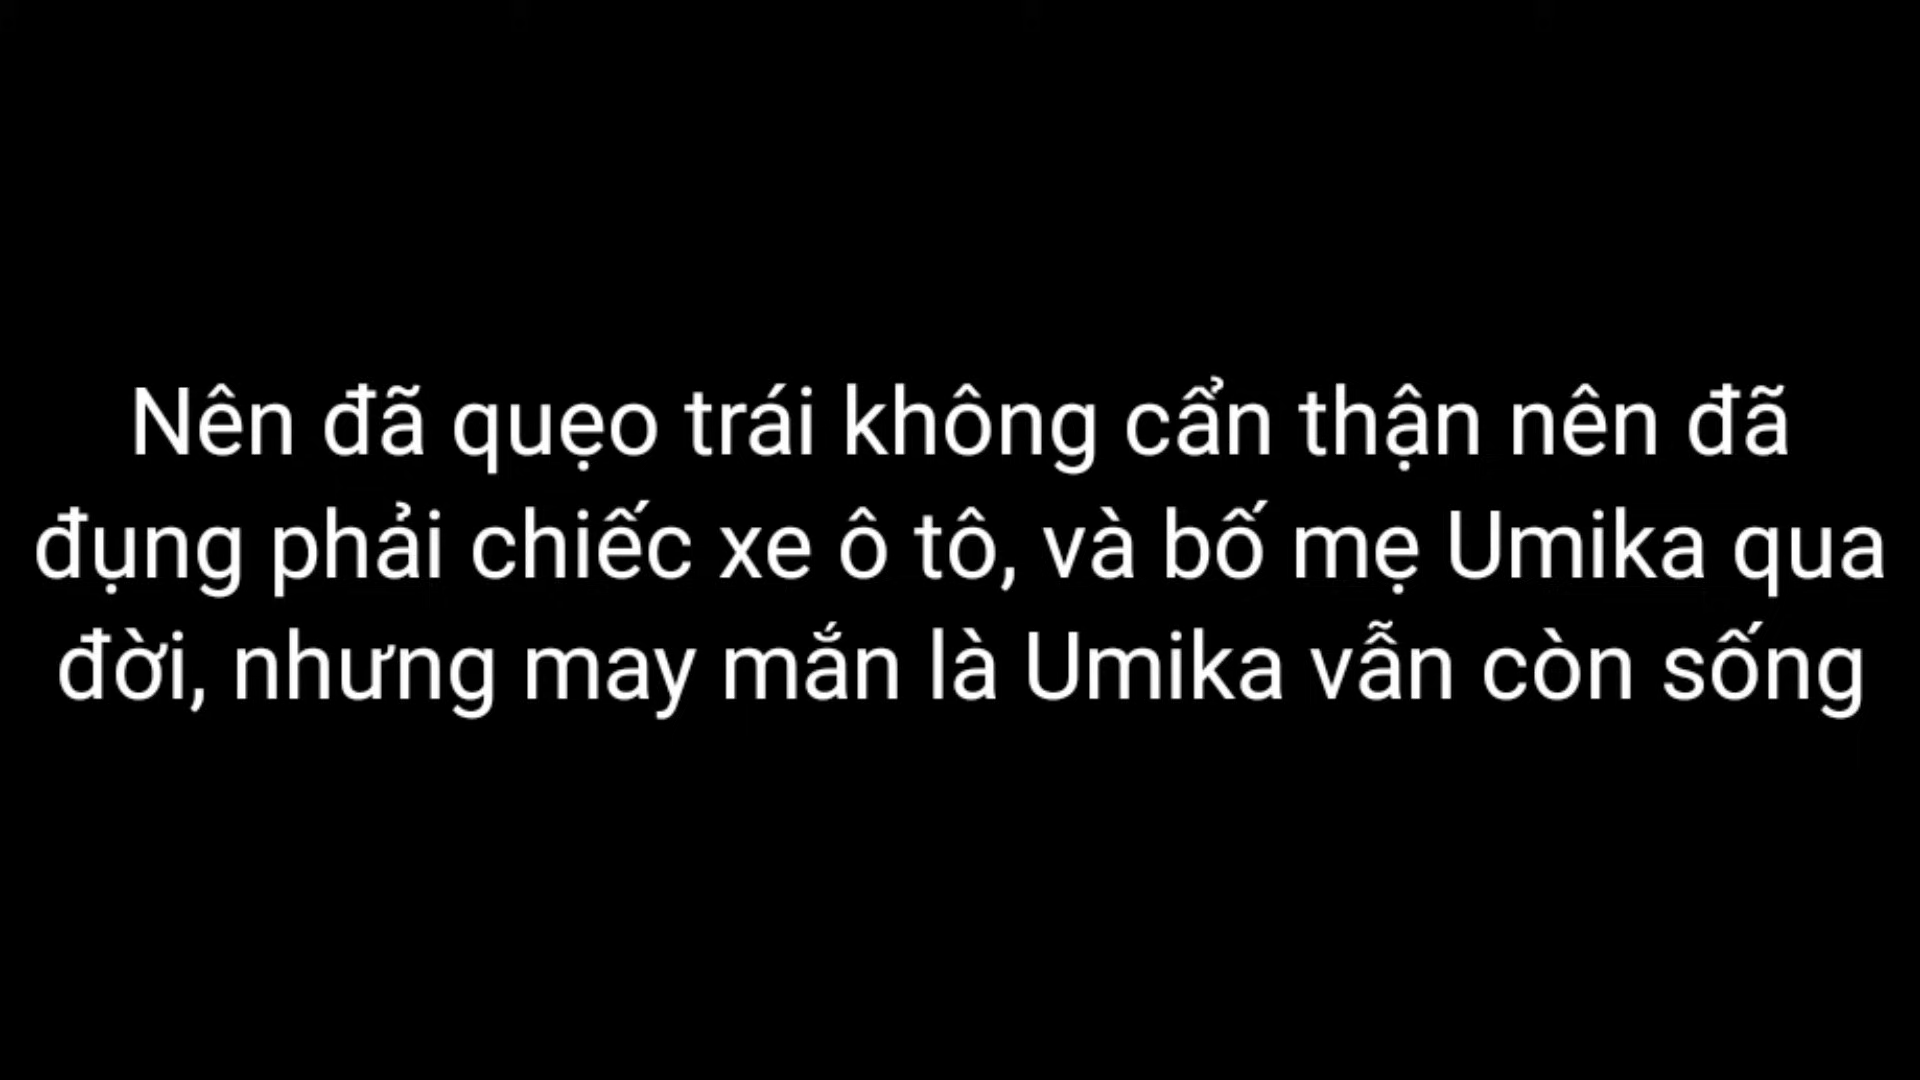 Nên đã quẹo trái không cẩn thận nên đã
đụng phải chiếc xe ô tô, và bố mẹ Umika qua
đời, nhưng may mắn là Umika vẫn còn sống